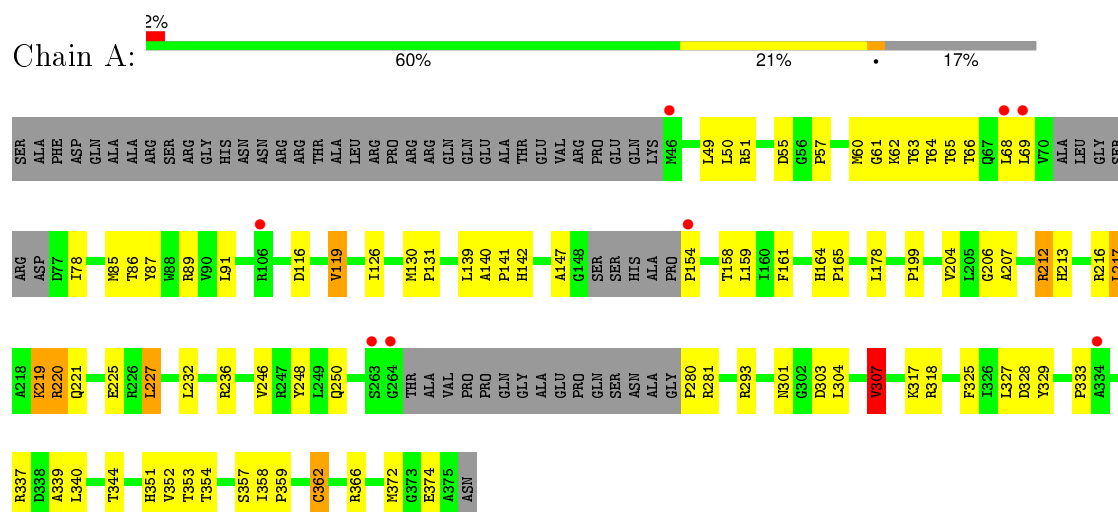 2%
Chain A:
60% 21% • 17%
SER ALA PHE ASP GLN ALA ALA ARG SER ARG GLY HIS ASN ASN ARG ARG THR ALA LEU ARG PRO ARG ARG GLN GLN GLU ALA THR GLU VAL ARG PRO GLU GLN LYS M46 L49 L50 R51 D55 G56 P57 M60 G61 K62 T63 T64 T65 T66 Q67 L68 L69 V70 ALA LEU GLY SER
ARG ASP D77 I78 M85 T86 Y87 W88 R89 V90 L91 R106 D116 V119 I126 M130 P131 L139 A140 P141 H142 A147 G148 SER SER HIS ALA PRO P154 T158 L159 I160 F161 H164 P165 L178 P199 V204 L205 G206 A207 R212 H213 R216 L217
A218 K219 R220 Q221 E225 R226 L227 L232 R236 V246 R247 Y248 L249 Q250 S263 G264 THR ALA VAL PRO PRO GLN GLY ALA GLU PRO GLN SER ASN ALA GLY P280 R281 R293 N301 G302 D303 L304 V307 K317 R318 F325 I326 L327 D328 Y329 P333 A334
R337 D338 A339 L340 T344 H351 V352 T353 T354 S357 I358 P359 C362 R366 M372 G373 E374 A375 ASN